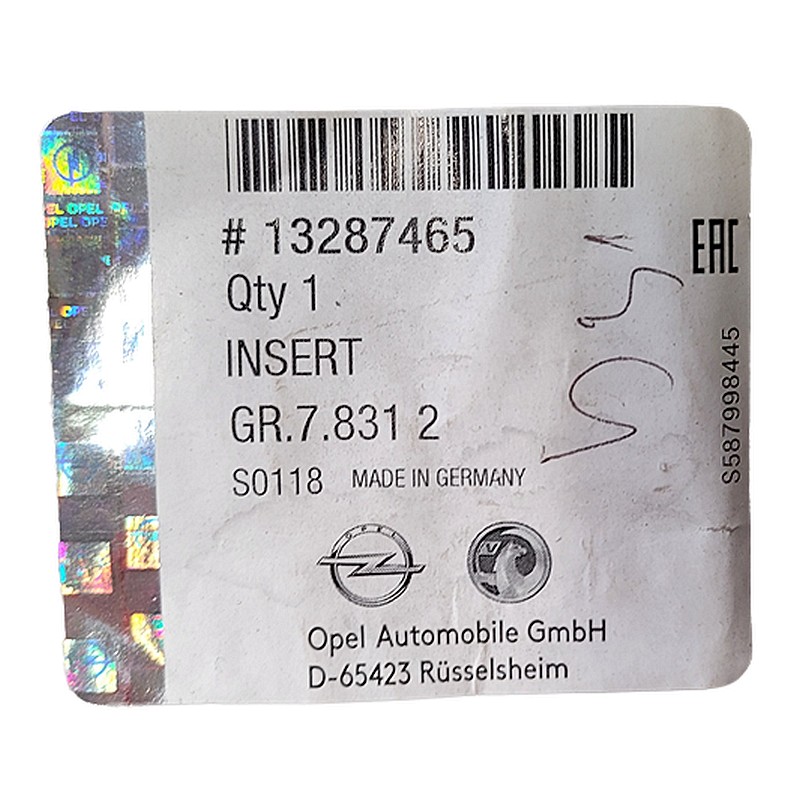 # 13287465
Qty 1
INSERT
GR.7.831 2
S0118 MADE IN GERMANY
EAC
S587998445
OPEL
V
Opel Automobile GmbH
D-65423 Rüsselsheim
OPEL
OPEL